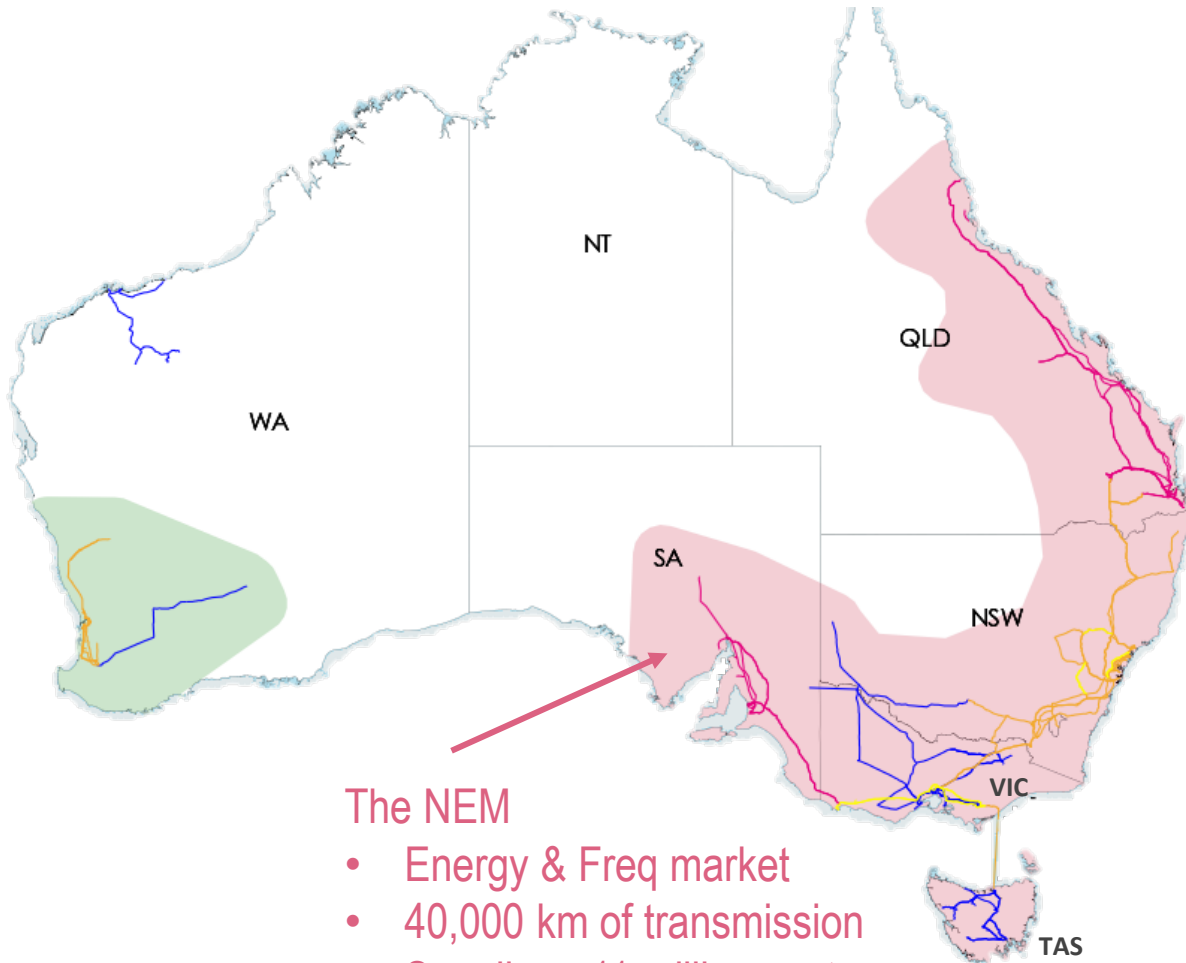 NT
QLD
WA
SA
NSW
VIC
The NEM
• Energy & Freq market
• 40,000 km of transmission
TAS